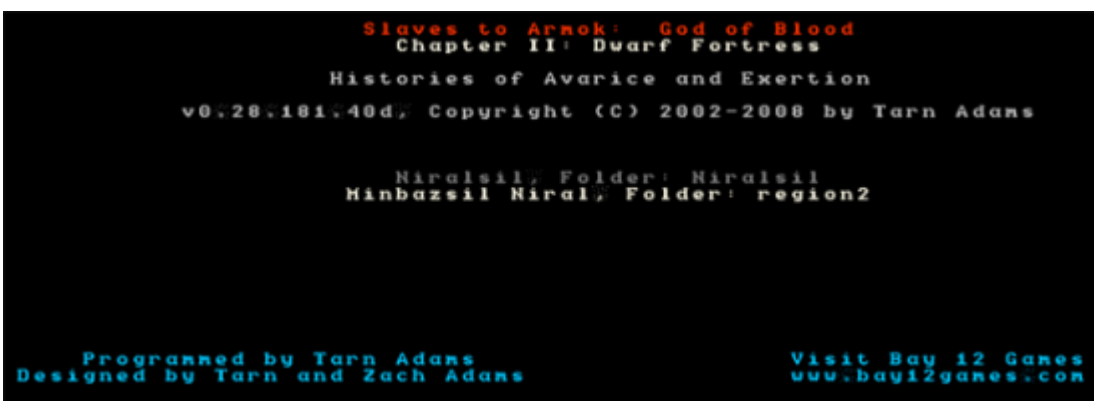 Slaves to Armok: God of Blood
Chapter II: Dwarf Fortress
Histories of Avarice and Exertion
v0.28.181.40d, Copyright (C) 2002-2008 by Tarn Adams
Niralsil, Folder: Niralsil
Minbazsil Niral, Folder: region2
Programmed by Tarn Adams
Designed by Tarn and Zach Adams
Visit Bay 12 Games
www.bay12games.com